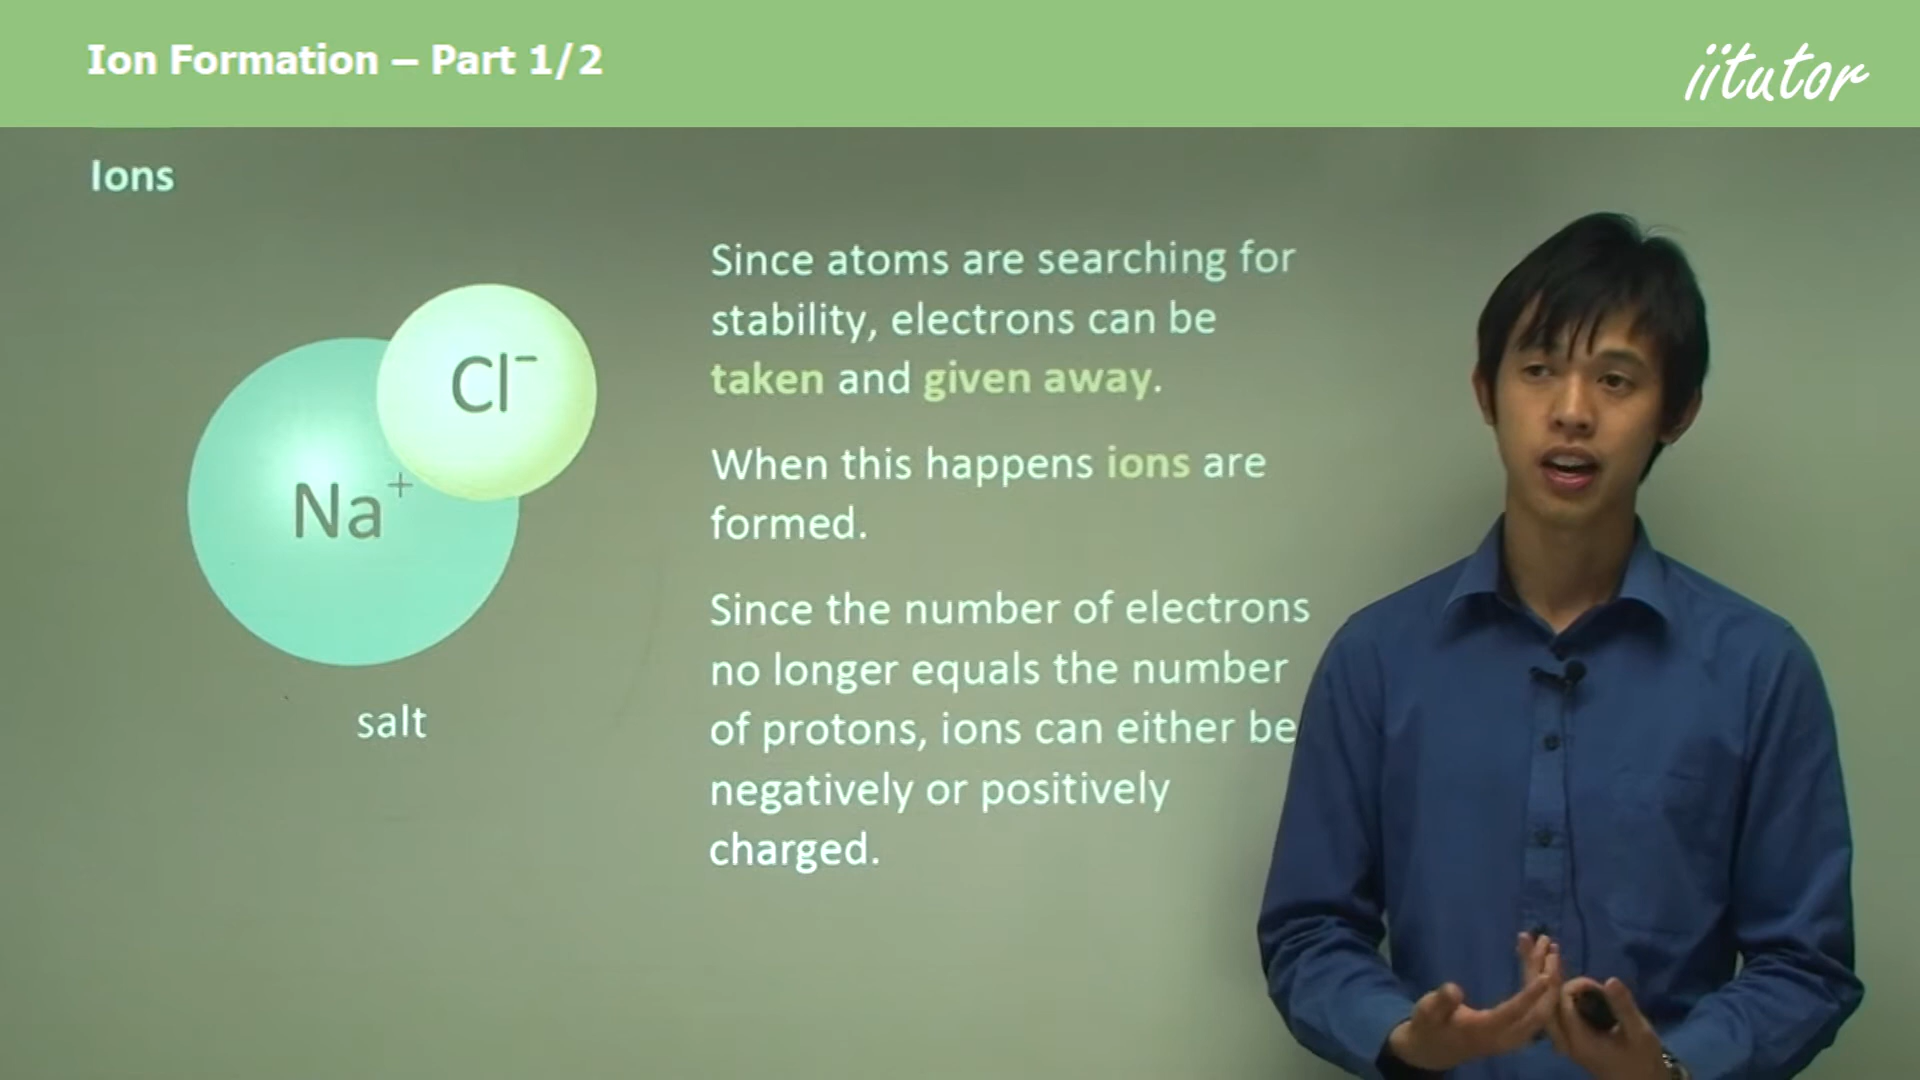 Ion Formation – Part 1/2
iitutor
Ions
Since atoms are searching for
stability, electrons can be
taken and given away.
When this happens ions are
formed.
Since the number of electrons
no longer equals the number
of protons, ions can either be
negatively or positively
charged.
Cl⁻
Na⁺
salt